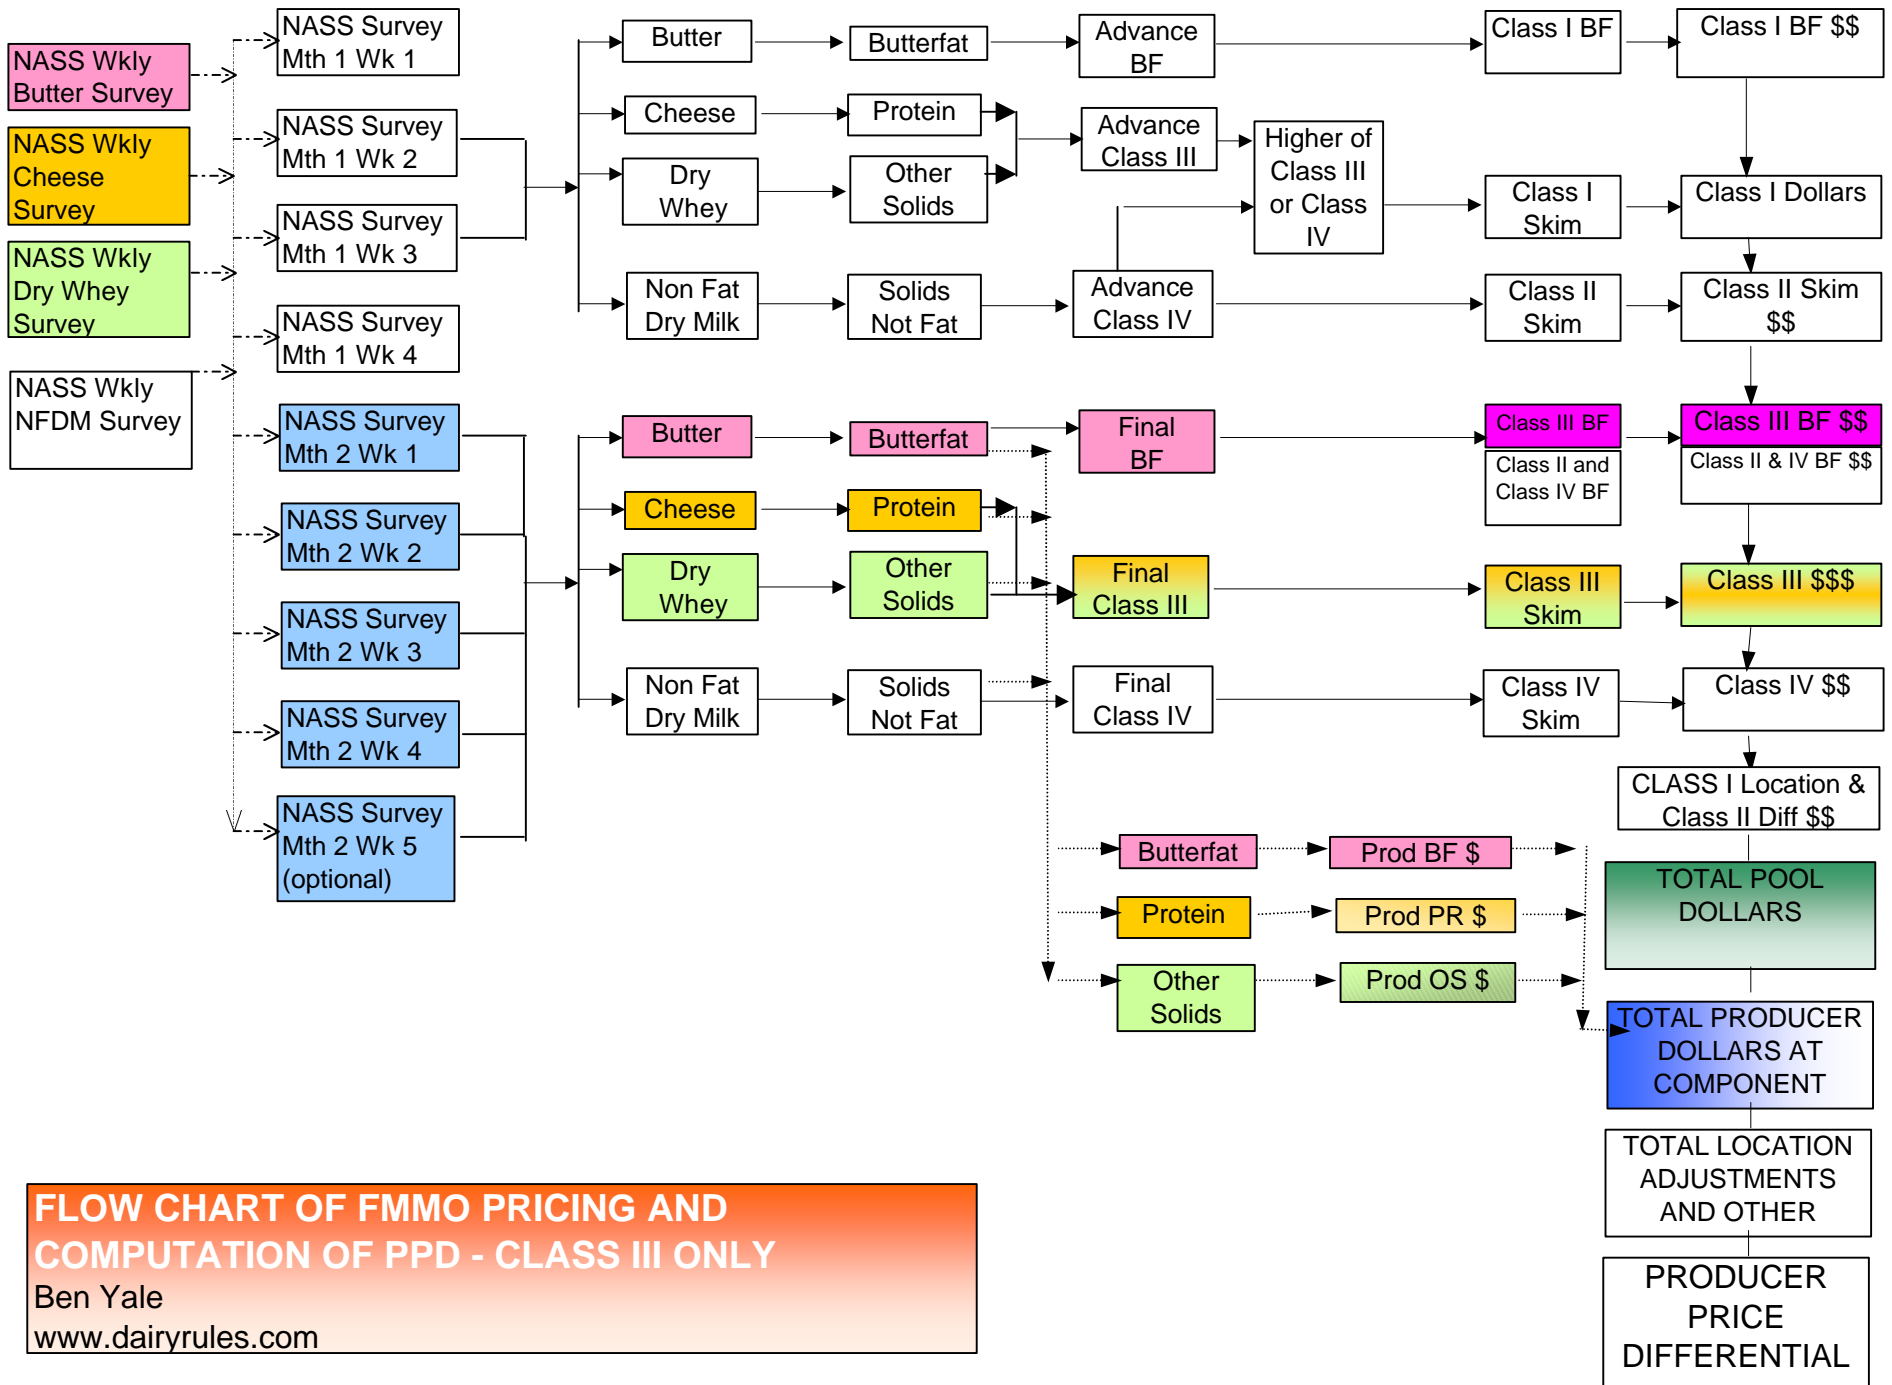 NASS Wkly
Butter Survey
NASS Wkly
Cheese
Survey
NASS Wkly
Dry Whey
Survey
NASS Wkly
NFDM Survey
NASS Survey
Mth 1 Wk 1
NASS Survey
Mth 1 Wk 2
NASS Survey
Mth 1 Wk 3
NASS Survey
Mth 1 Wk 4
NASS Survey
Mth 2 Wk 1
NASS Survey
Mth 2 Wk 2
NASS Survey
Mth 2 Wk 3
NASS Survey
Mth 2 Wk 4
NASS Survey
Mth 2 Wk 5
(optional)
Butter
Cheese
Dry
Whey
Non Fat
Dry Milk
Butterfat
Protein
Other
Solids
Solids
Not Fat
Advance
BF
Advance
Class III
Advance
Class IV
Higher of
Class III
or Class
IV
Class I BF
Class I
Skim
Class II
Skim
Class I BF $$
Class I Dollars
Class II Skim
$$
Butter
Cheese
Dry
Whey
Non Fat
Dry Milk
Butterfat
Protein
Other
Solids
Solids
Not Fat
Final
BF
Final
Class III
Final
Class IV
Class III BF
Class II and
Class IV BF
Class III
Skim
Class IV
Skim
Class III BF $$
Class II & IV BF $$
Class III $$$
Class IV $$
CLASS I Location &
Class II Diff $$
Butterfat
Prod BF $
Protein
Prod PR $
Other
Solids
Prod OS $
TOTAL POOL
DOLLARS
TOTAL PRODUCER
DOLLARS AT
COMPONENT
TOTAL LOCATION
ADJUSTMENTS
AND OTHER
PRODUCER
PRICE
DIFFERENTIAL
FLOW CHART OF FMMO PRICING AND
COMPUTATION OF PPD - CLASS III ONLY
Ben Yale
www.dairyrules.com